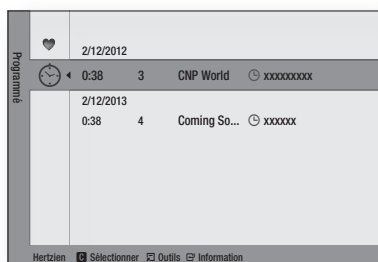 Programmé
2/12/2012
0:38 3 CNP World xxxxxxxxx
2/12/2013
0:38 4 Coming So... xxxxxx
Hertzien C Sélectionner Outils Information